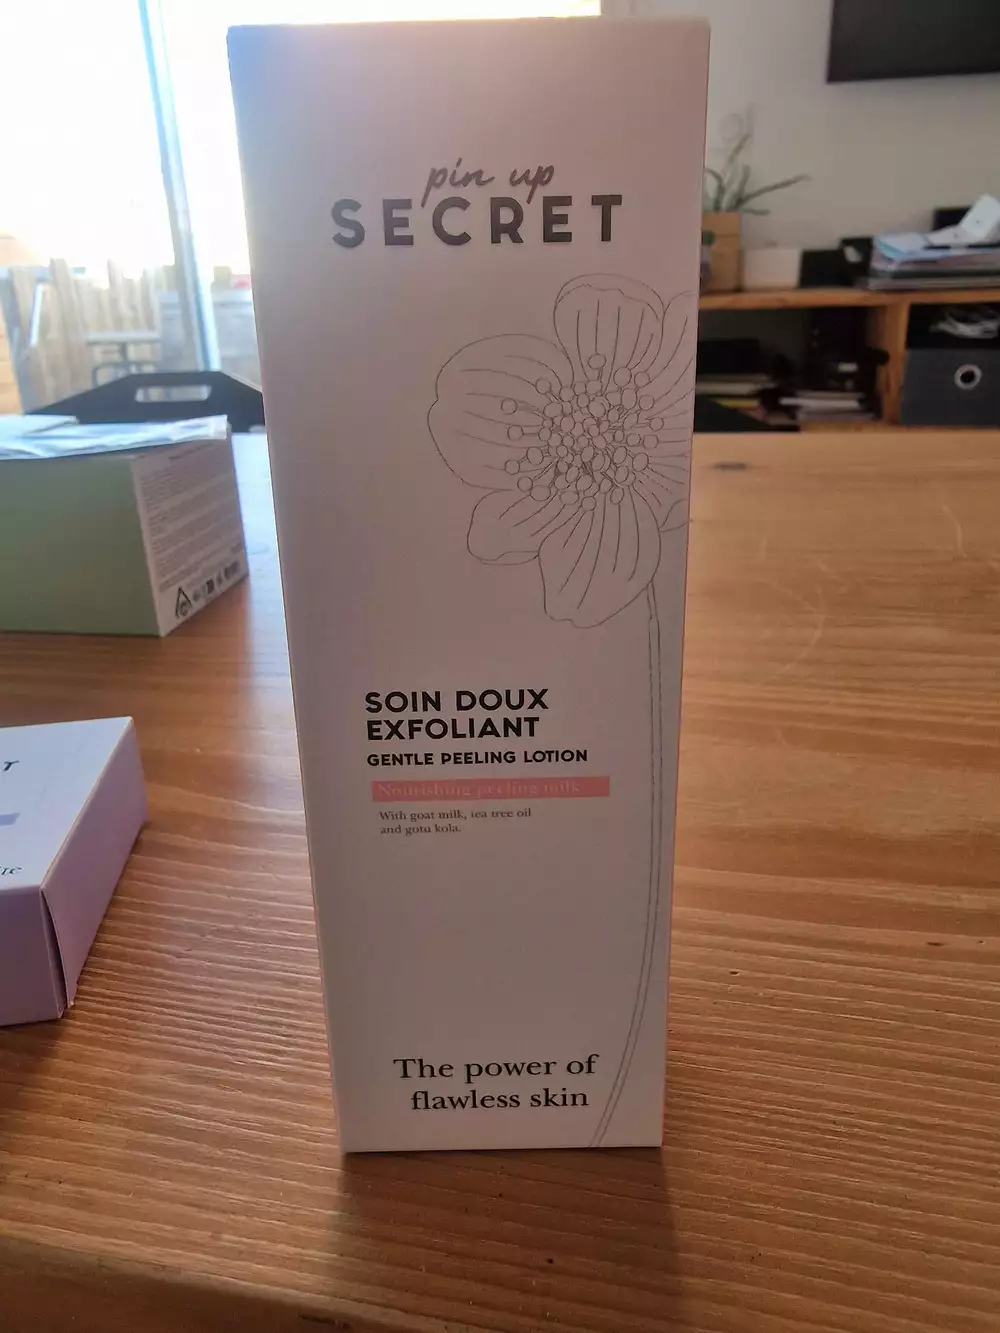 pin up
SECRET
SOIN DOUX
EXFOLIANT
GENTLE PEELING LOTION
Nourishing peeling milk
With goat milk, tea tree oil
and gotu kola.
The power of
flawless skin